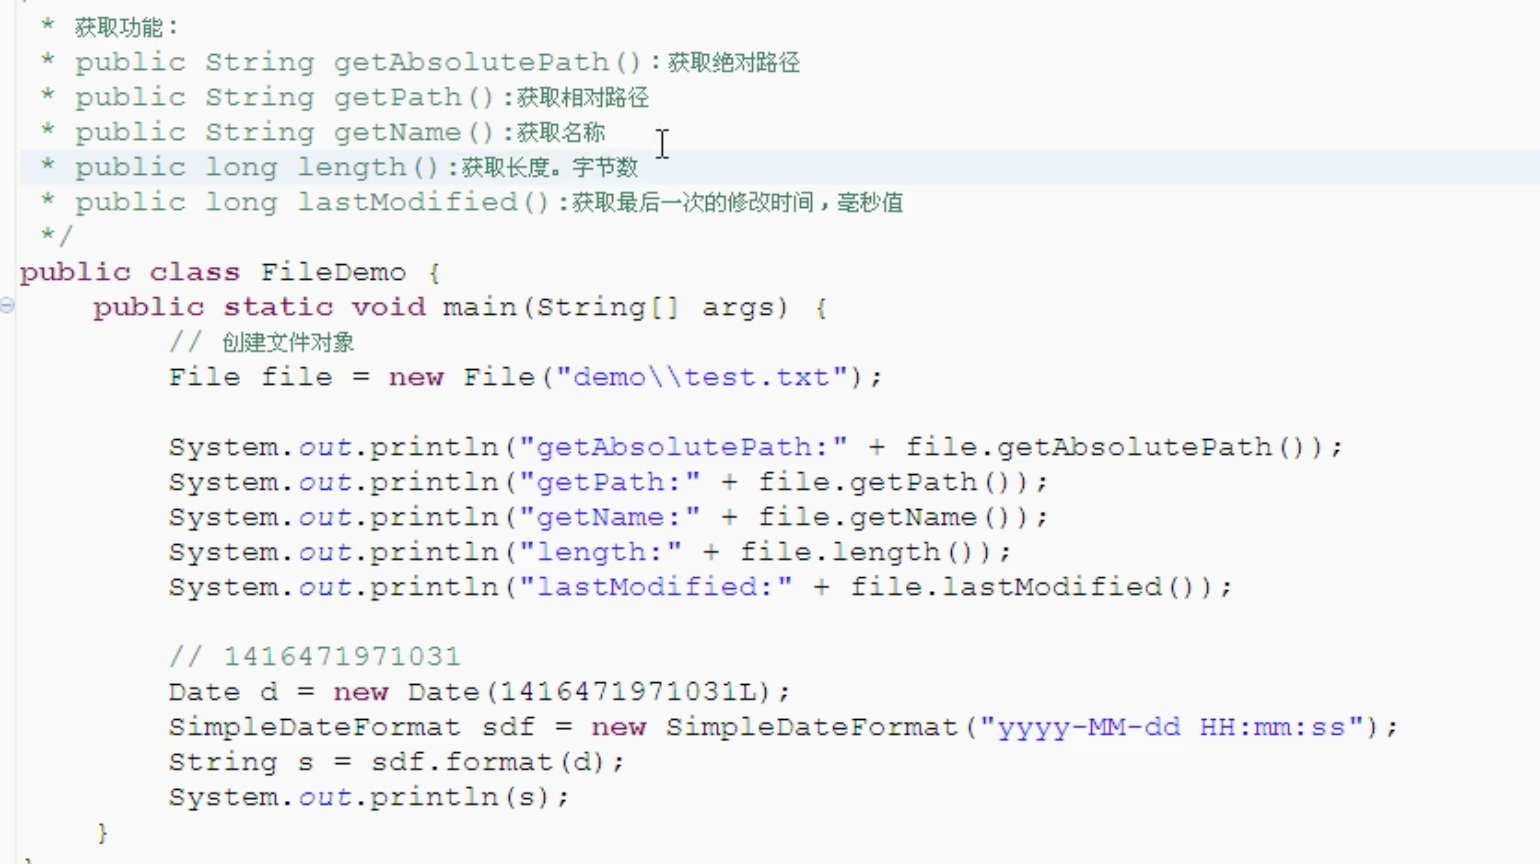 * 获取功能：
* public String getAbsolutePath()：获取绝对路径
* public String getPath():获取相对路径
* public String getName():获取名称
* public long length():获取长度。字节数
* public long lastModified():获取最后一次的修改时间，毫秒值
*/
public class FileDemo {
public static void main(String[] args) {
// 创建文件对象
File file = new File("demo\\test.txt");
System.out.println("getAbsolutePath:" + file.getAbsolutePath());
System.out.println("getPath:" + file.getPath());
System.out.println("getName:" + file.getName());
System.out.println("length:" + file.length());
System.out.println("lastModified:" + file.lastModified());
// 1416471971031
Date d = new Date(1416471971031L);
SimpleDateFormat sdf = new SimpleDateFormat("yyyy-MM-dd HH:mm:ss");
String s = sdf.format(d);
System.out.println(s);
}